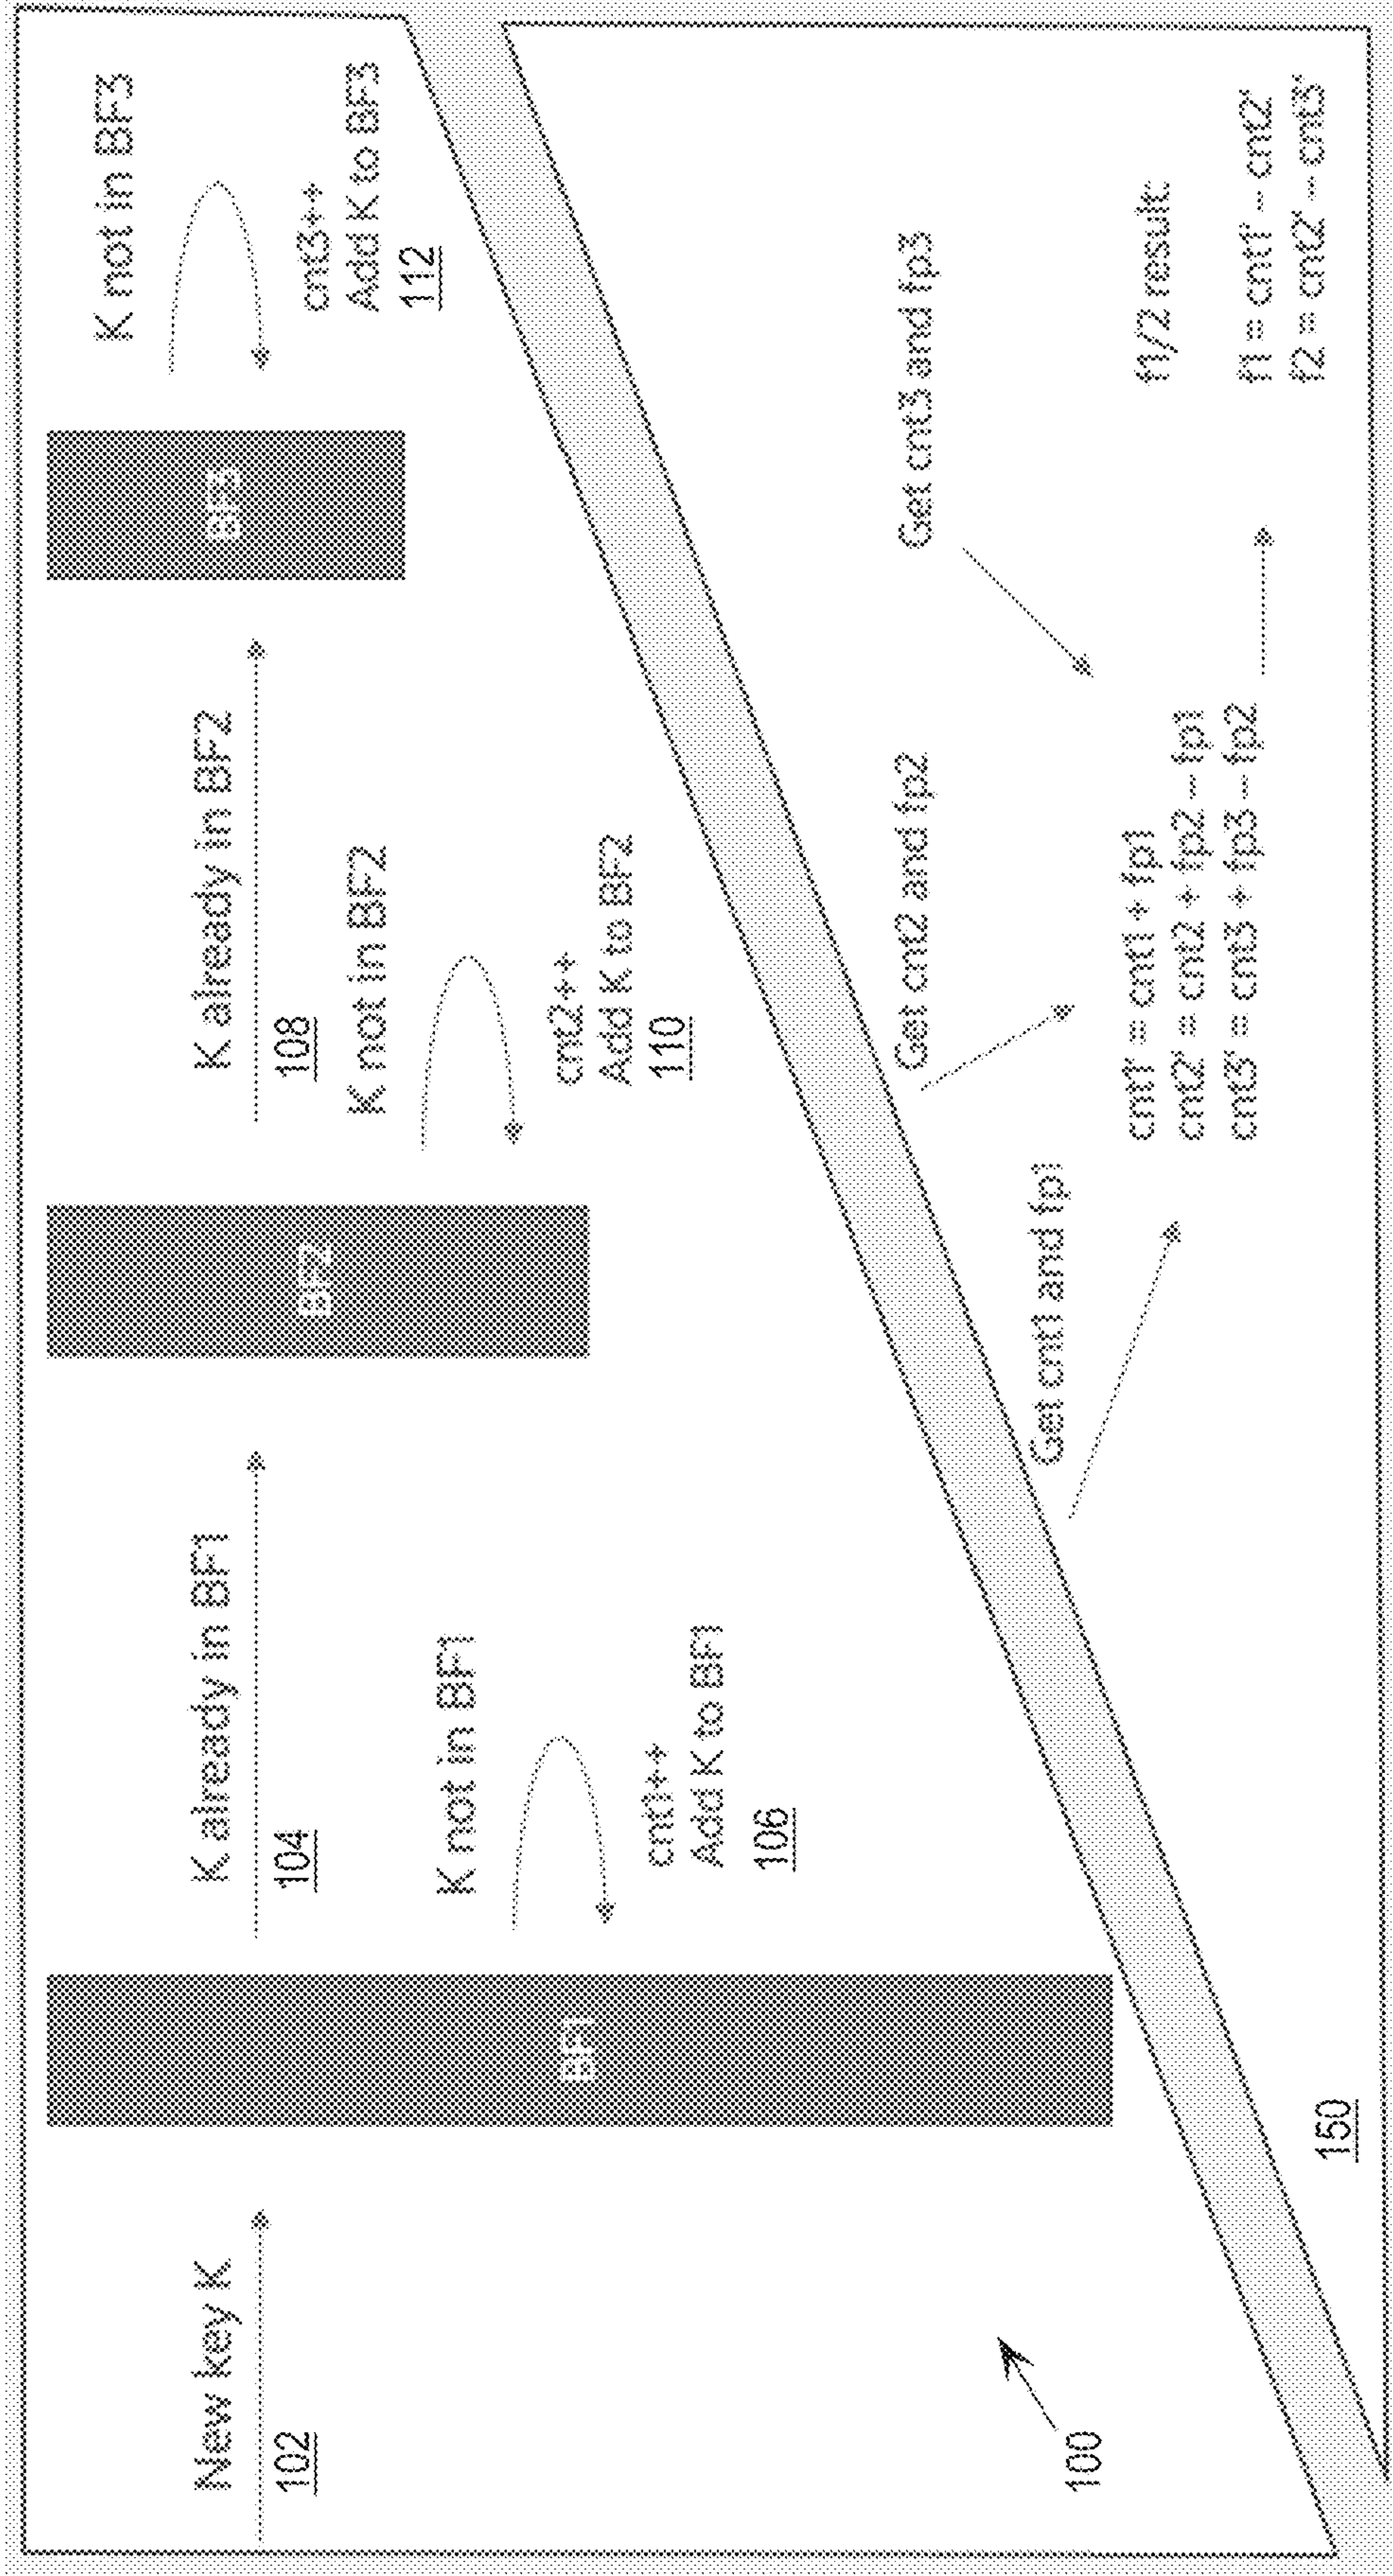 New key K
102
BF1
K already in BF1
104
K not in BF1
cnt1++
Add K to BF1
106
BF2
K already in BF2
108
K not in BF2
cnt2++
Add K to BF2
110
BF3
K not in BF3
cnt3++
Add K to BF3
112
100
150
Get cnt1 and fp1
Get cnt2 and fp2
Get cnt3 and fp3
cnt1' = cnt1 + fp1
cnt2' = cnt2 + fp2 – fp1
cnt3' = cnt3 + fp3 – fp2
f1/2 result:
f1 = cnt1' – cnt2'
f2 = cnt2' – cnt3'